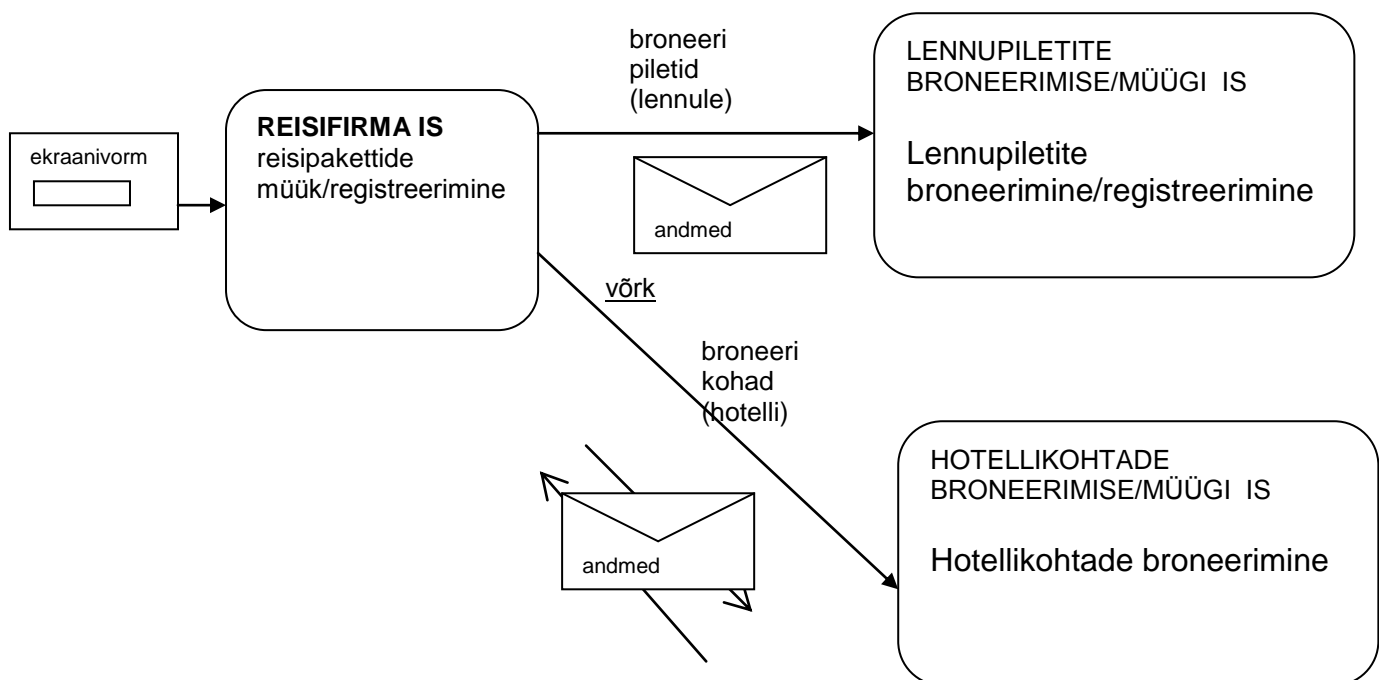 ekraanivorm
REISIFIRMA IS
reisipakettide
müük/registreerimine
broneeri
piletid
(lennule)
andmed
LENNUPILETITE
BRONEERIMISE/MÜÜGI IS
Lennupiletite
broneerimine/registreerimine
võrk
broneeri
kohad
(hotelli)
andmed
HOTELLIKOHTADE
BRONEERIMISE/MÜÜGI IS
Hotellikohtade broneerimine